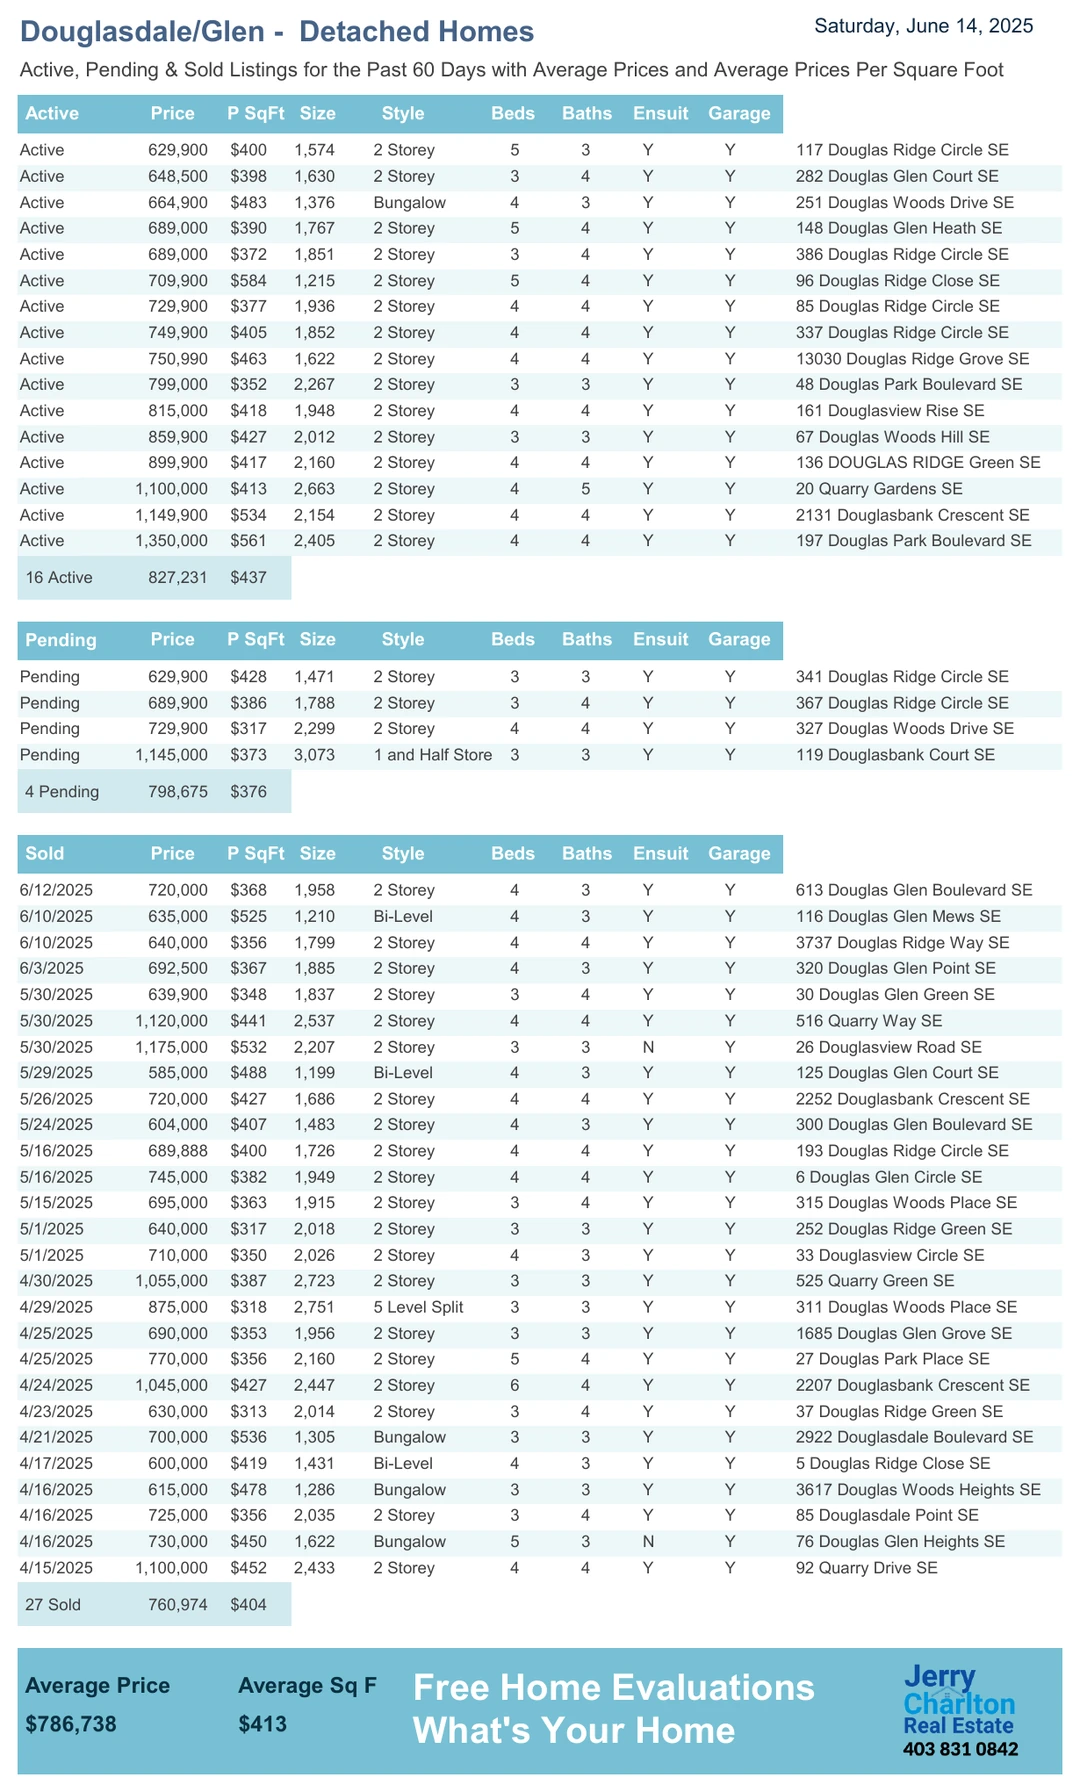 Douglasdale/Glen - Detached Homes
Saturday, June 14, 2025
Active, Pending & Sold Listings for the Past 60 Days with Average Prices and Average Prices Per Square Foot
Active Price P SqFt Size Style Beds Baths Ensuit Garage
Active 629,900 $400 1,574 2 Storey 5 3 Y Y 117 Douglas Ridge Circle SE
Active 648,500 $398 1,630 2 Storey 3 4 Y Y 282 Douglas Glen Court SE
Active 664,900 $483 1,376 Bungalow 4 3 Y Y 251 Douglas Woods Drive SE
Active 689,000 $390 1,767 2 Storey 5 4 Y Y 148 Douglas Glen Heath SE
Active 689,000 $372 1,851 2 Storey 3 4 Y Y 386 Douglas Ridge Circle SE
Active 709,900 $584 1,215 2 Storey 5 4 Y Y 96 Douglas Ridge Close SE
Active 729,900 $377 1,936 2 Storey 4 4 Y Y 85 Douglas Ridge Circle SE
Active 749,900 $405 1,852 2 Storey 4 4 Y Y 337 Douglas Ridge Circle SE
Active 750,990 $463 1,622 2 Storey 4 4 Y Y 13030 Douglas Ridge Grove SE
Active 799,000 $352 2,267 2 Storey 3 3 Y Y 48 Douglas Park Boulevard SE
Active 815,000 $418 1,948 2 Storey 4 4 Y Y 161 Douglasview Rise SE
Active 859,900 $427 2,012 2 Storey 3 3 Y Y 67 Douglas Woods Hill SE
Active 899,900 $417 2,160 2 Storey 4 4 Y Y 136 DOUGLAS RIDGE Green SE
Active 1,100,000 $413 2,663 2 Storey 4 5 Y Y 20 Quarry Gardens SE
Active 1,149,900 $534 2,154 2 Storey 4 4 Y Y 2131 Douglasbank Crescent SE
Active 1,350,000 $561 2,405 2 Storey 4 4 Y Y 197 Douglas Park Boulevard SE
16 Active 827,231 $437
Pending Price P SqFt Size Style Beds Baths Ensuit Garage
Pending 629,900 $428 1,471 2 Storey 3 3 Y Y 341 Douglas Ridge Circle SE
Pending 689,900 $386 1,788 2 Storey 3 4 Y Y 367 Douglas Ridge Circle SE
Pending 729,900 $317 2,299 2 Storey 4 4 Y Y 327 Douglas Woods Drive SE
Pending 1,145,000 $373 3,073 1 and Half Store 3 3 Y Y 119 Douglasbank Court SE
4 Pending 798,675 $376
Sold Price P SqFt Size Style Beds Baths Ensuit Garage
6/12/2025 720,000 $368 1,958 2 Storey 4 3 Y Y 613 Douglas Glen Boulevard SE
6/10/2025 635,000 $525 1,210 Bi-Level 4 3 Y Y 116 Douglas Glen Mews SE
6/10/2025 640,000 $356 1,799 2 Storey 4 4 Y Y 3737 Douglas Ridge Way SE
6/3/2025 692,500 $367 1,885 2 Storey 4 3 Y Y 320 Douglas Glen Point SE
5/30/2025 639,900 $348 1,837 2 Storey 3 4 Y Y 30 Douglas Glen Green SE
5/30/2025 1,120,000 $441 2,537 2 Storey 4 4 Y Y 516 Quarry Way SE
5/30/2025 1,175,000 $532 2,207 2 Storey 3 3 N Y 26 Douglasview Road SE
5/29/2025 585,000 $488 1,199 Bi-Level 4 3 Y Y 125 Douglas Glen Court SE
5/26/2025 720,000 $427 1,686 2 Storey 4 4 Y Y 2252 Douglasbank Crescent SE
5/24/2025 604,000 $407 1,483 2 Storey 4 3 Y Y 300 Douglas Glen Boulevard SE
5/16/2025 689,888 $400 1,726 2 Storey 4 4 Y Y 193 Douglas Ridge Circle SE
5/16/2025 745,000 $382 1,949 2 Storey 4 4 Y Y 6 Douglas Glen Circle SE
5/15/2025 695,000 $363 1,915 2 Storey 3 4 Y Y 315 Douglas Woods Place SE
5/1/2025 640,000 $317 2,018 2 Storey 3 3 Y Y 252 Douglas Ridge Green SE
5/1/2025 710,000 $350 2,026 2 Storey 4 3 Y Y 33 Douglasview Circle SE
4/30/2025 1,055,000 $387 2,723 2 Storey 3 3 Y Y 525 Quarry Green SE
4/29/2025 875,000 $318 2,751 5 Level Split 3 3 Y Y 311 Douglas Woods Place SE
4/25/2025 690,000 $353 1,956 2 Storey 3 3 Y Y 1685 Douglas Glen Grove SE
4/25/2025 770,000 $356 2,160 2 Storey 5 4 Y Y 27 Douglas Park Place SE
4/24/2025 1,045,000 $427 2,447 2 Storey 6 4 Y Y 2207 Douglasbank Crescent SE
4/23/2025 630,000 $313 2,014 2 Storey 3 4 Y Y 37 Douglas Ridge Green SE
4/21/2025 700,000 $536 1,305 Bungalow 3 3 Y Y 2922 Douglasdale Boulevard SE
4/17/2025 600,000 $419 1,431 Bi-Level 4 3 Y Y 5 Douglas Ridge Close SE
4/16/2025 615,000 $478 1,286 Bungalow 3 3 Y Y 3617 Douglas Woods Heights SE
4/16/2025 725,000 $356 2,035 2 Storey 3 4 Y Y 85 Douglasdale Point SE
4/16/2025 730,000 $450 1,622 Bungalow 5 3 N Y 76 Douglas Glen Heights SE
4/15/2025 1,100,000 $452 2,433 2 Storey 4 4 Y Y 92 Quarry Drive SE
27 Sold 760,974 $404
Average Price Average Sq F
$786,738 $413
Free Home Evaluations
What's Your Home
Jerry
Charlton
Real Estate
403 831 0842